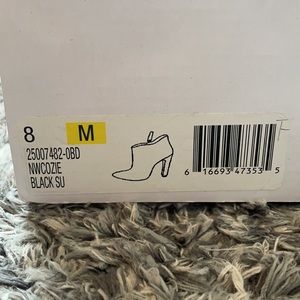 8 M
25007482-0BD
NWCOZIE
BLACK SU
6 16693 47353 5